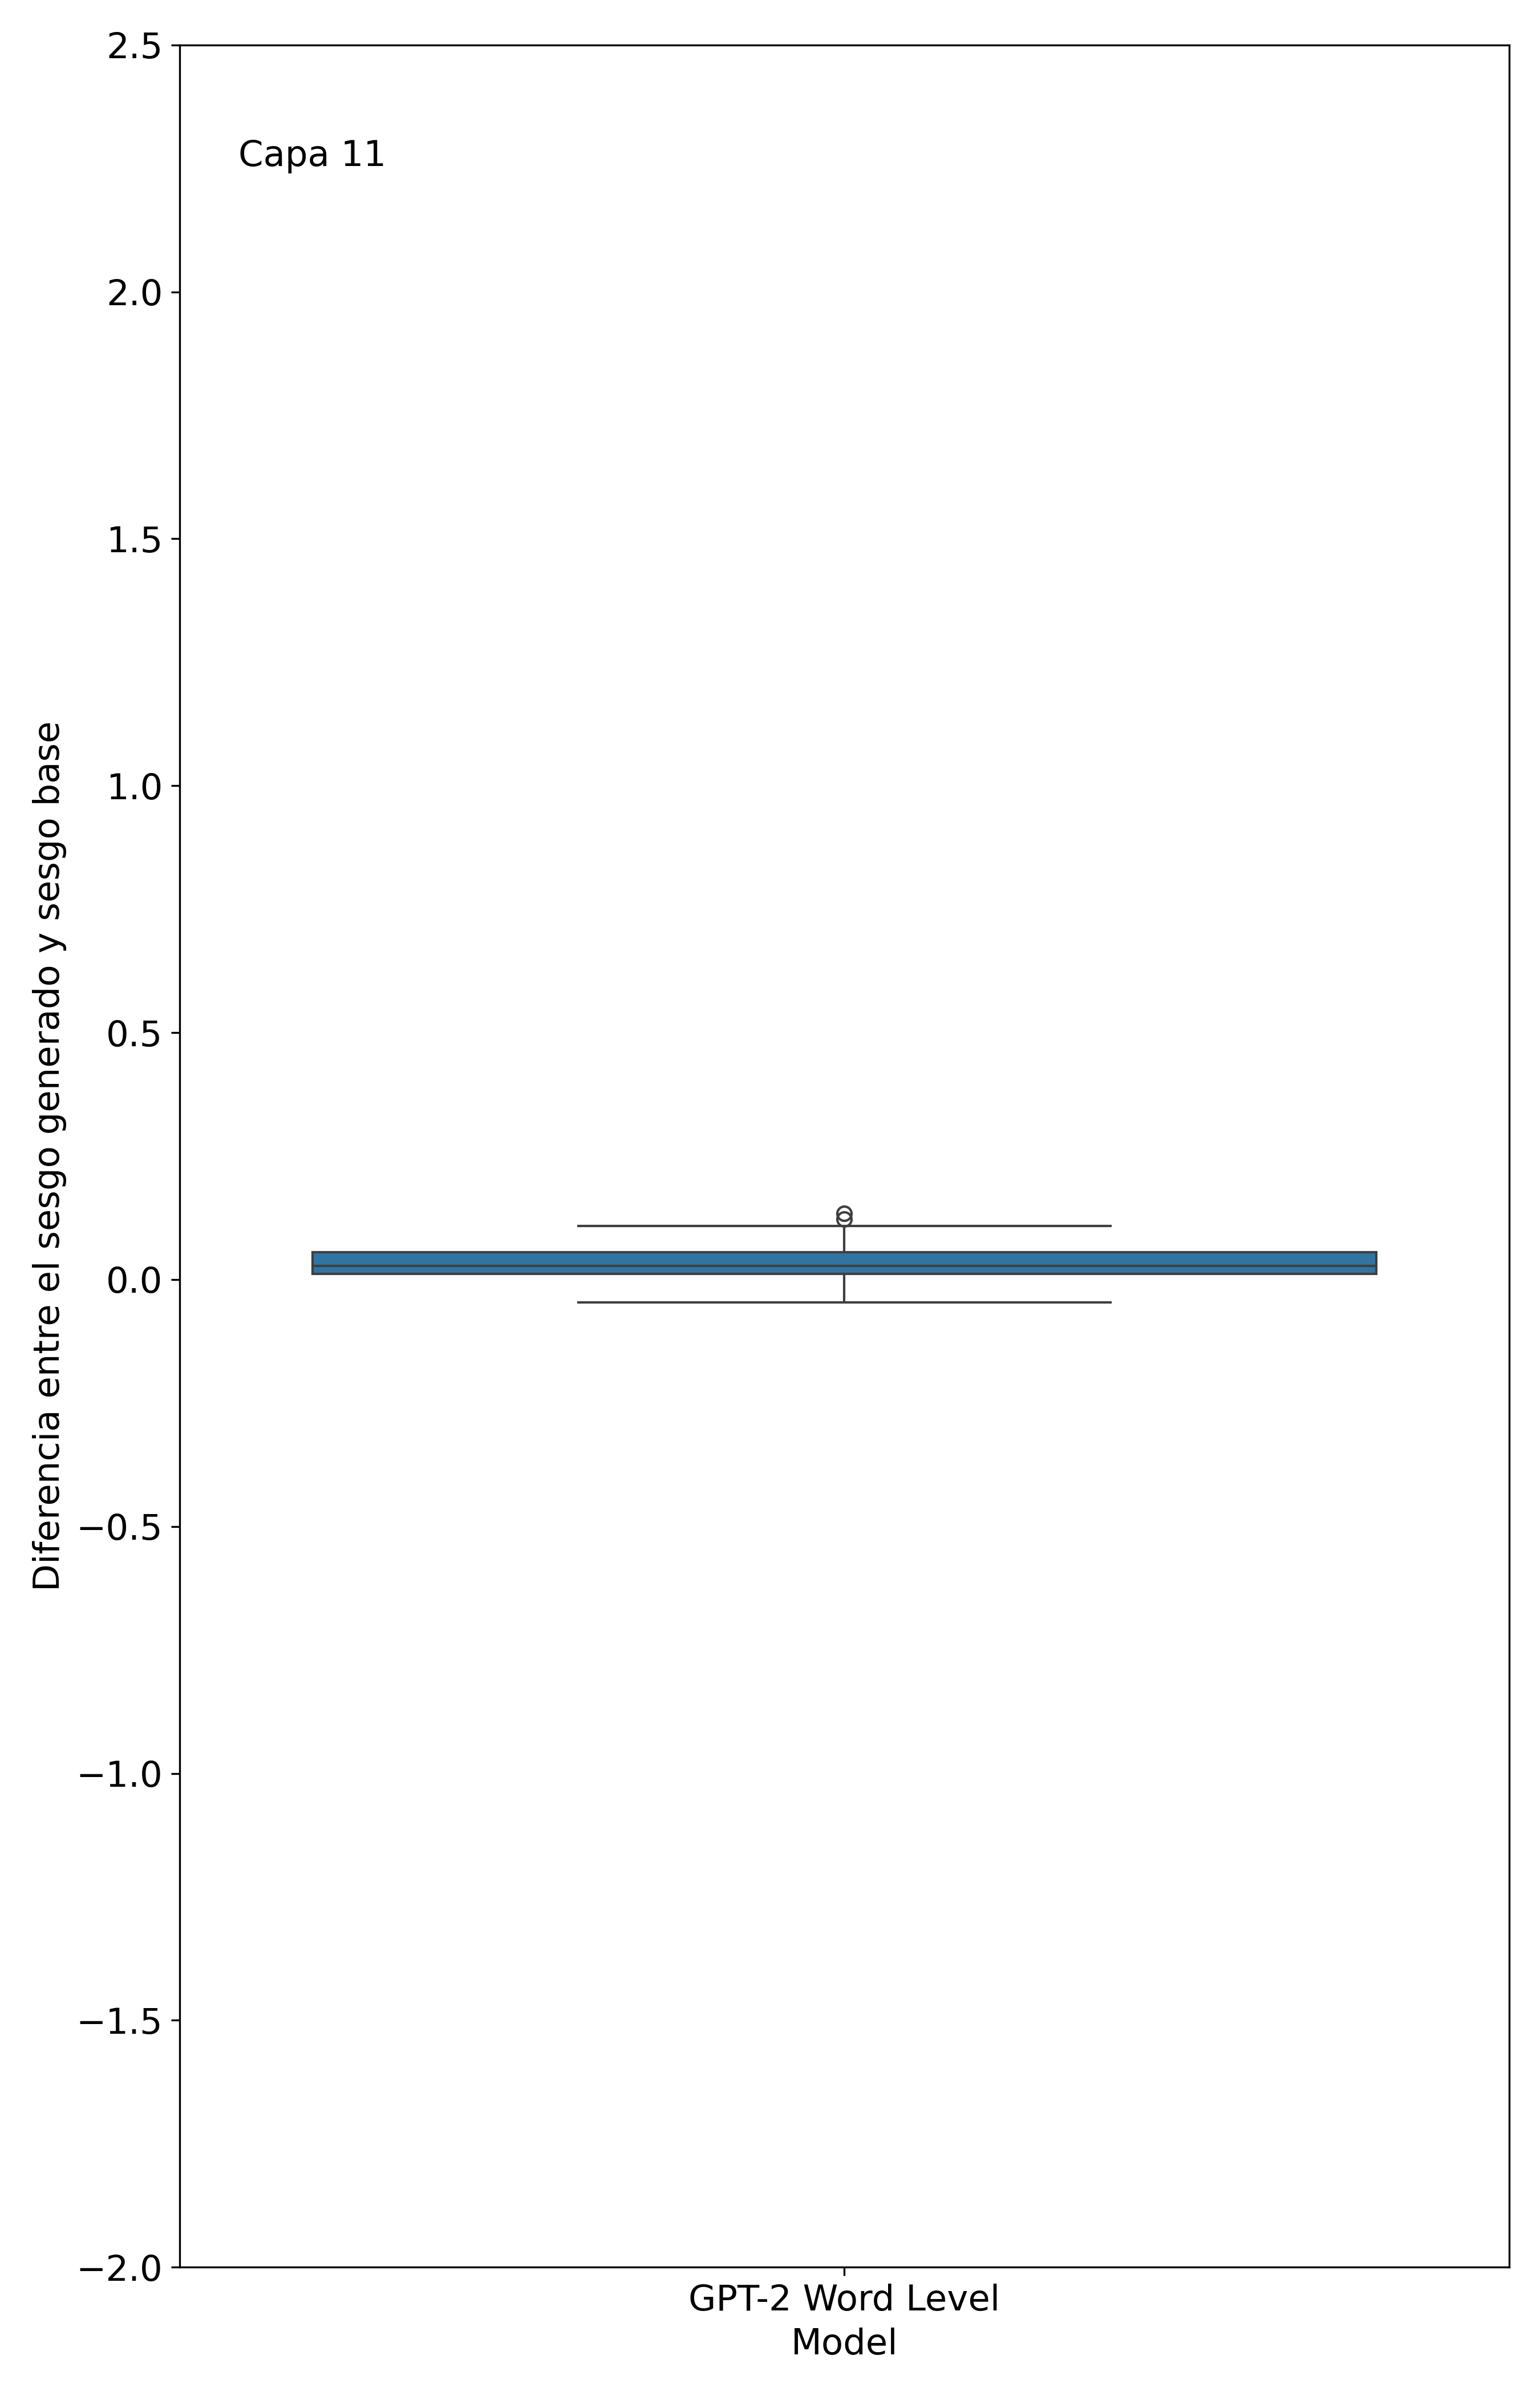 2.5
Capa 11
2.0
1.5
1.0
0.5
0.0
−0.5
−1.0
−1.5
−2.0
Diferencia entre el sesgo generado y sesgo base
GPT-2 Word Level
Model